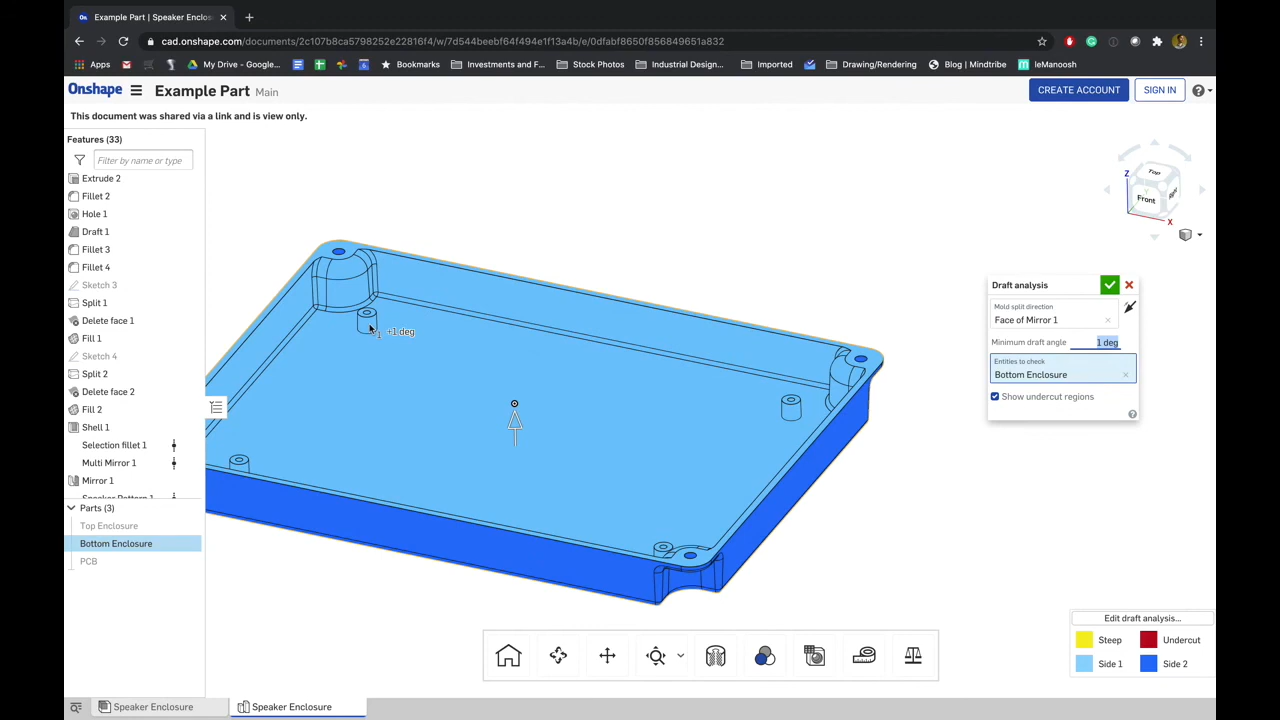 On Example Part | Speaker Enclos
cad.onshape.com/documents/2c107b8ca5798252e22816f4/w/7d544beebf64f494e1f13a4b/e/0dfabf8650f856849651a832
Apps My Drive - Google... Bookmarks Investments and F... Stock Photos Industrial Design... Imported Drawing/Rendering Blog | Mindtribe leManoosh
Onshape Example Part Main CREATE ACCOUNT SIGN IN
This document was shared via a link and is view only.
Features (33)
Filter by name or type
Extrude 2
Fillet 2
Hole 1
Draft 1
Fillet 3
Fillet 4
Sketch 3
Split 1
Delete face 1
Fill 1
Sketch 4
Split 2
Delete face 2
Fill 2
Shell 1
Selection fillet 1
Multi Mirror 1
Mirror 1
Speaker Pattern 1
Parts (3)
Top Enclosure
Bottom Enclosure
PCB
+1 deg
Z Top Front Right X
Draft analysis
Mold split direction
Face of Mirror 1
Minimum draft angle 1 deg
Entities to check
Bottom Enclosure
Show undercut regions
Edit draft analysis...
Steep Undercut
Side 1 Side 2
Speaker Enclosure Speaker Enclosure